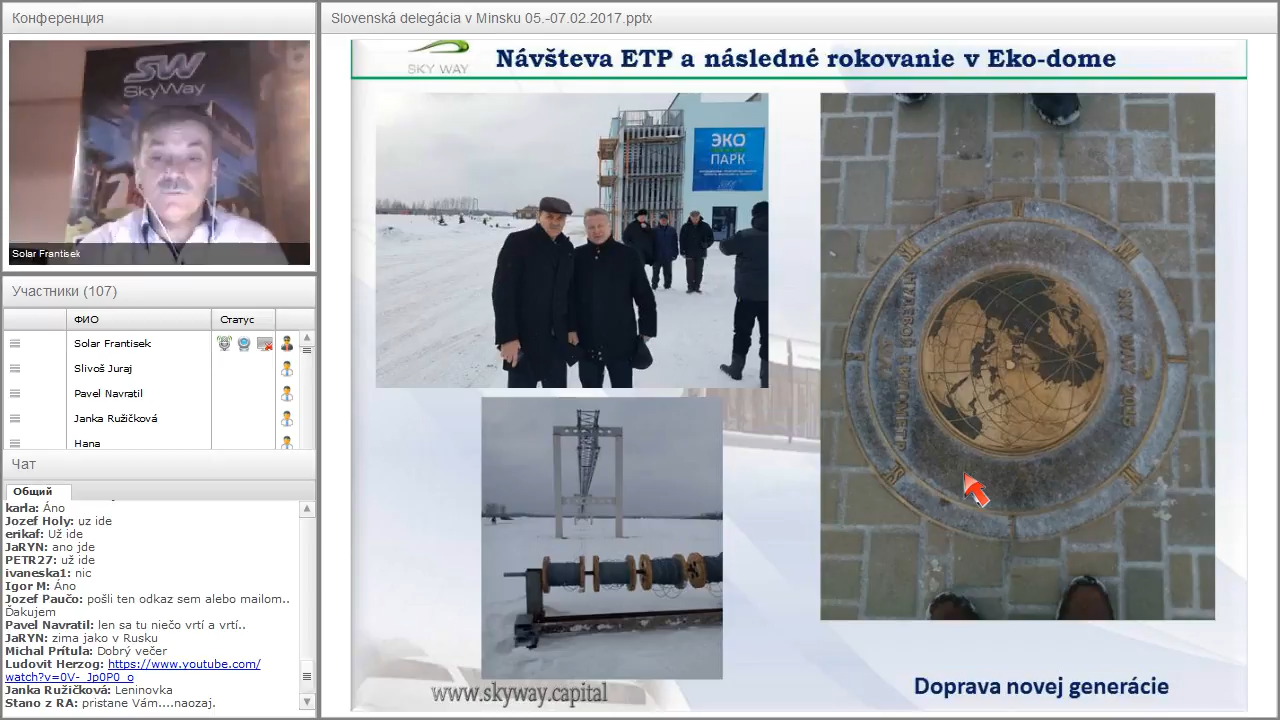 Конференция
SW
SkyWay
Solar Frantisek
Участники (107)
ФИО
Статус
Solar Frantisek
Slivoš Juraj
Pavel Navratil
Janka Ružičková
Hana
Чат
Общий
karla: Áno
Jozef Holy: uz ide
erikaf: Už ide
JaRYN: ano jde
PETR27: už ide
ivaneska1: nic
Igor M: Áno
Jozef Paučo: pošli ten odkaz sem alebo mailom..
Ďakujem
Pavel Navratil: len sa tu niečo vrtí a vrtí..
JaRYN: zima jako v Rusku
Michal Prítula: Dobrý večer
Ludovit Herzog: https://www.youtube.com/
watch?v=0V-_Jp0P0_o
Janka Ružičková: Leninovka
Stano z RA: pristane Vám....naozaj.
Slovenská delegácia v Minsku 05.-07.02.2017.pptx
SKY WAY
Návšteva ETP a následné rokovanie v Eko-dome
ЭКО
ПАРК
НУЛЕВОЙ КИЛОМЕТР
SKY WAY 2015
www.skyway.capital
Doprava novej generácie